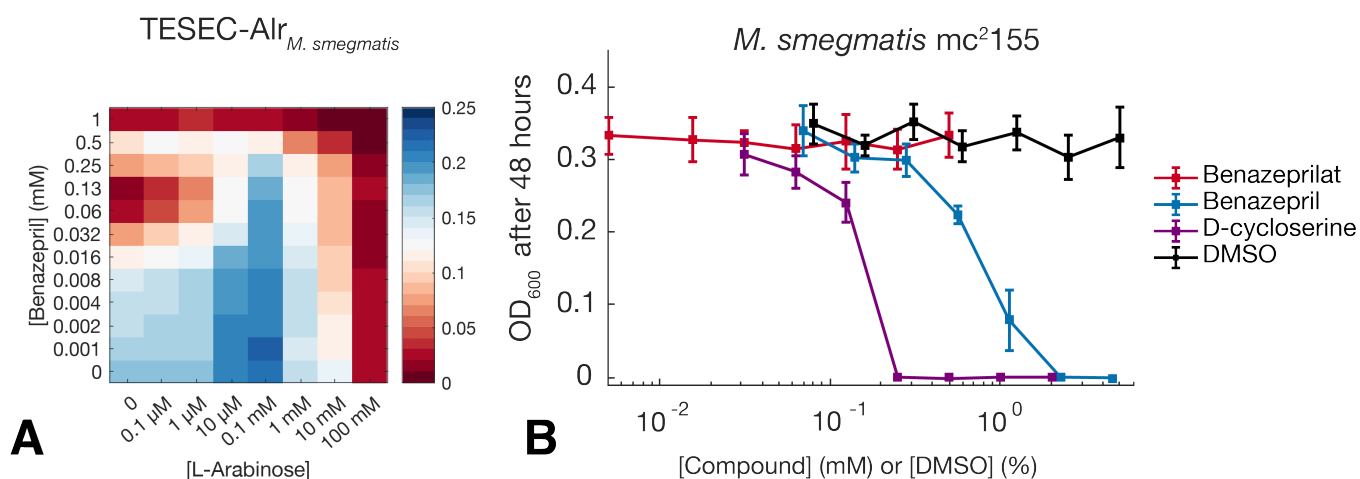 TESEC-Alr M. smegmatis
[Benazepril] (mM)
1
0.5
0.25
0.13
0.06
0.032
0.016
0.008
0.004
0.002
0.001
0
0
0.1 µM
1 µM
10 µM
0.1 mM
1 mM
10 mM
100 mM
[L-Arabinose]
0.25
0.2
0.15
0.1
0.05
0
A
M. smegmatis mc²155
OD₆₀₀ after 48 hours
0.4
0.3
0.2
0.1
0
10⁻²
10⁻¹
10⁰
[Compound] (mM) or [DMSO] (%)
Benazeprilat
Benazepril
D-cycloserine
DMSO
B